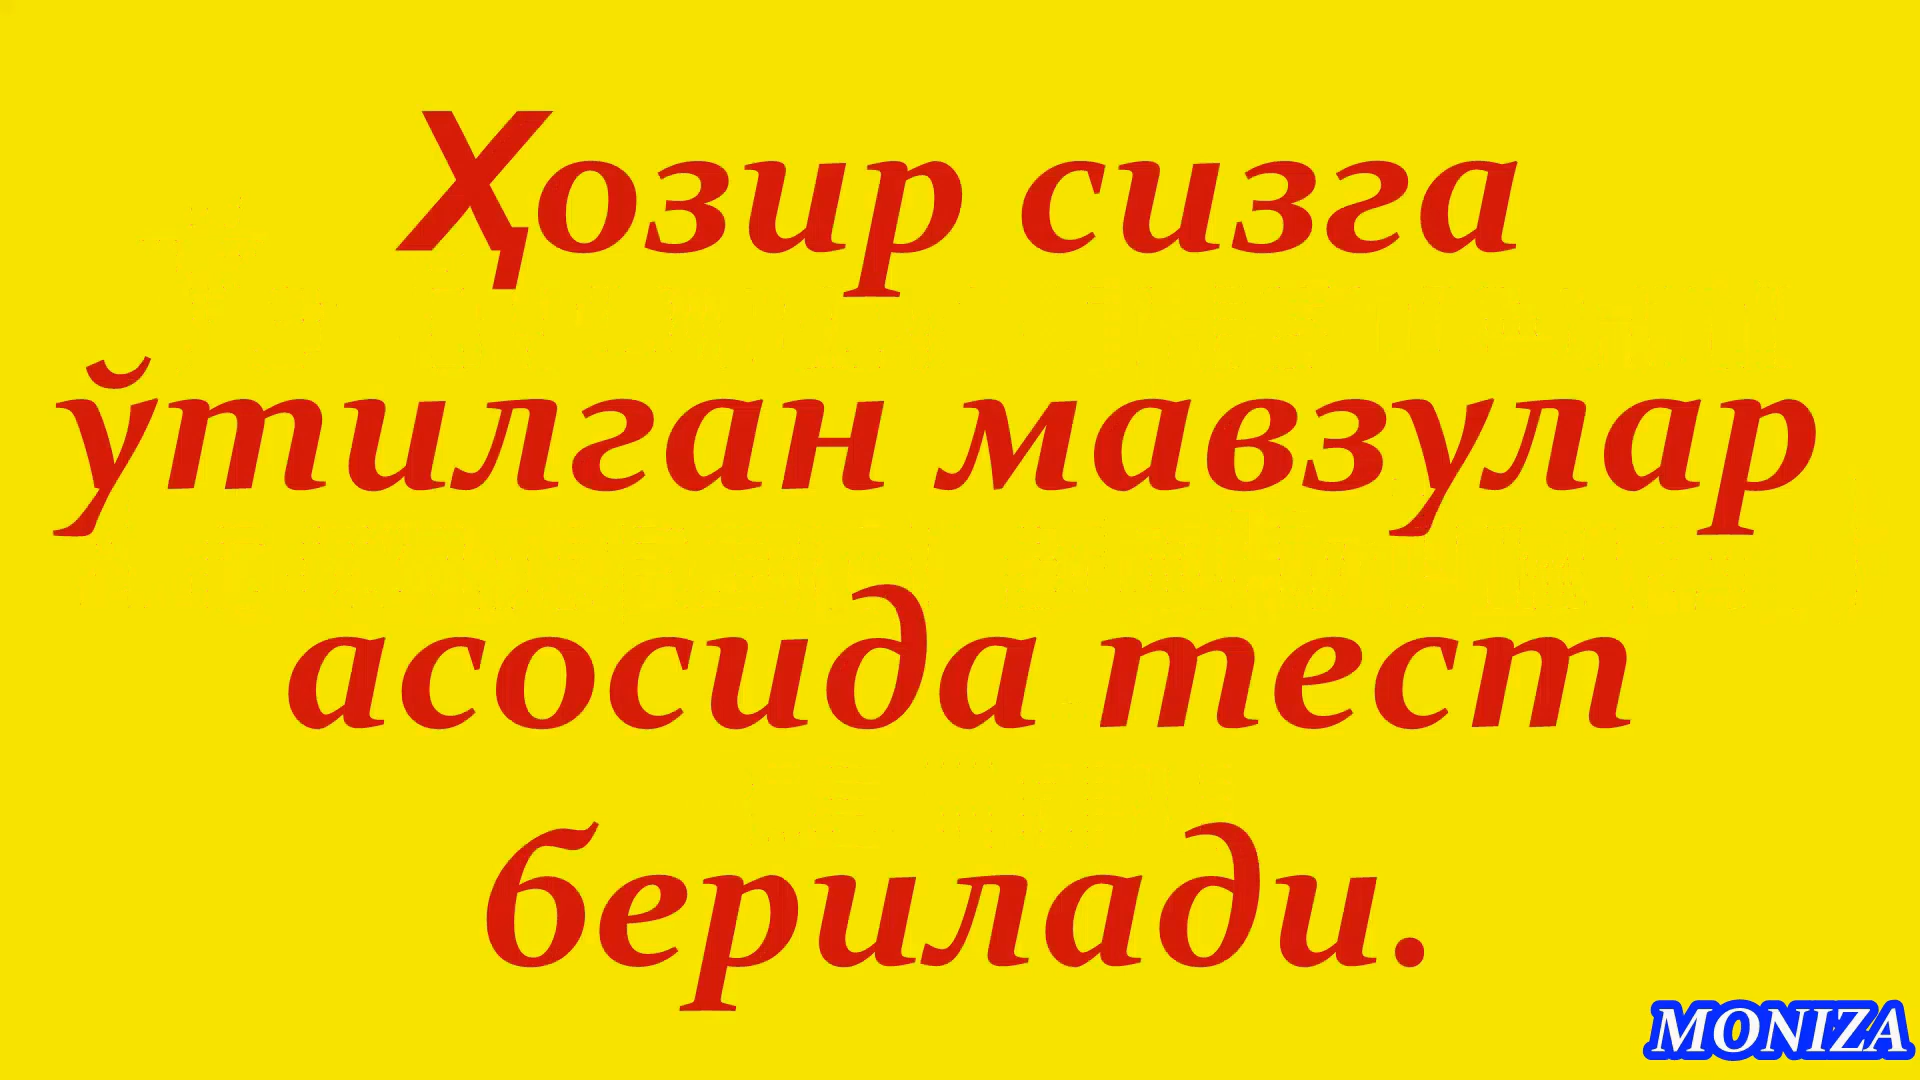 Ҳозир сизга
ўтилган мавзулар
асосида тест
берилади.
MONIZA